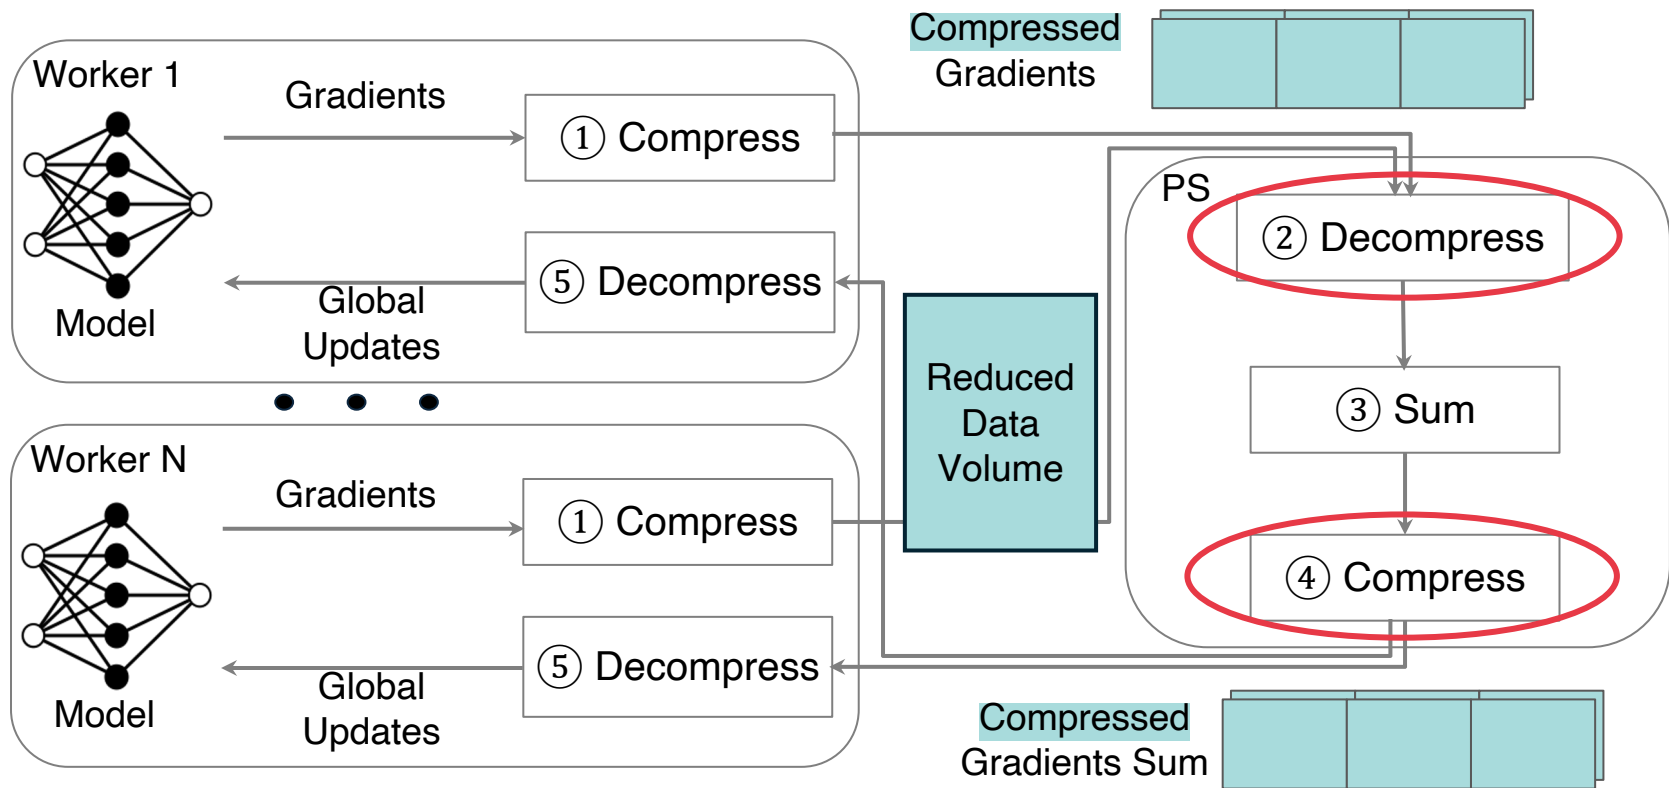 Compressed
Gradients
Worker 1
Gradients
① Compress
⑤ Decompress
Global
Updates
Model
Worker N
Gradients
① Compress
⑤ Decompress
Global
Updates
Model
Reduced
Data
Volume
PS
② Decompress
③ Sum
④ Compress
Compressed
Gradients Sum